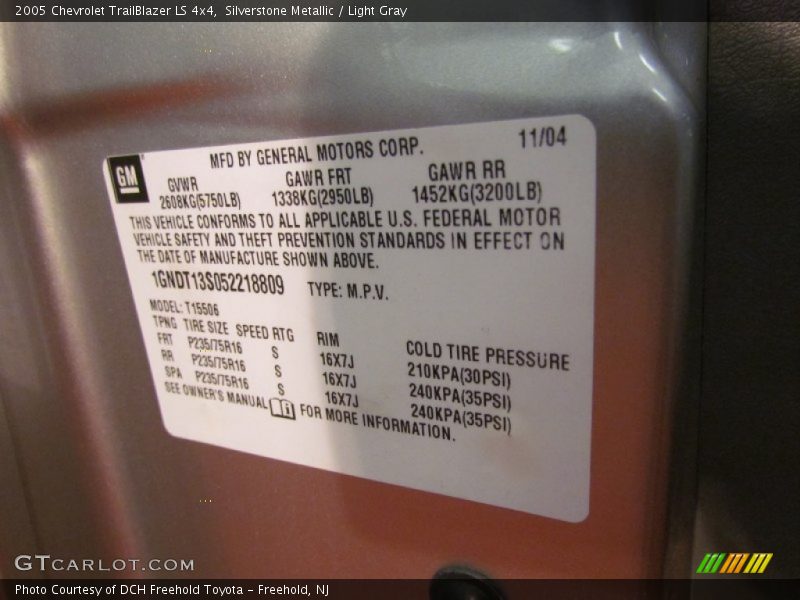 2005 Chevrolet TrailBlazer LS 4x4, Silverstone Metallic / Light Gray
GM
MFD BY GENERAL MOTORS CORP. 11/04
GVWR GAWR FRT GAWR RR
2608KG(5750LB) 1338KG(2950LB) 1452KG(3200LB)
THIS VEHICLE CONFORMS TO ALL APPLICABLE U.S. FEDERAL MOTOR
VEHICLE SAFETY AND THEFT PREVENTION STANDARDS IN EFFECT ON
THE DATE OF MANUFACTURE SHOWN ABOVE.
1GNDT13S052218809 TYPE: M.P.V.
MODEL: T15506
TPNG TIRE SIZE SPEED RTG RIM COLD TIRE PRESSURE
FRT P235/75R16 S 16X7J 210KPA(30PSI)
RR P235/75R16 S 16X7J 240KPA(35PSI)
SPA P235/75R16 S 16X7J 240KPA(35PSI)
SEE OWNER'S MANUAL FOR MORE INFORMATION.
GTCARLOT.COM
Photo Courtesy of DCH Freehold Toyota - Freehold, NJ